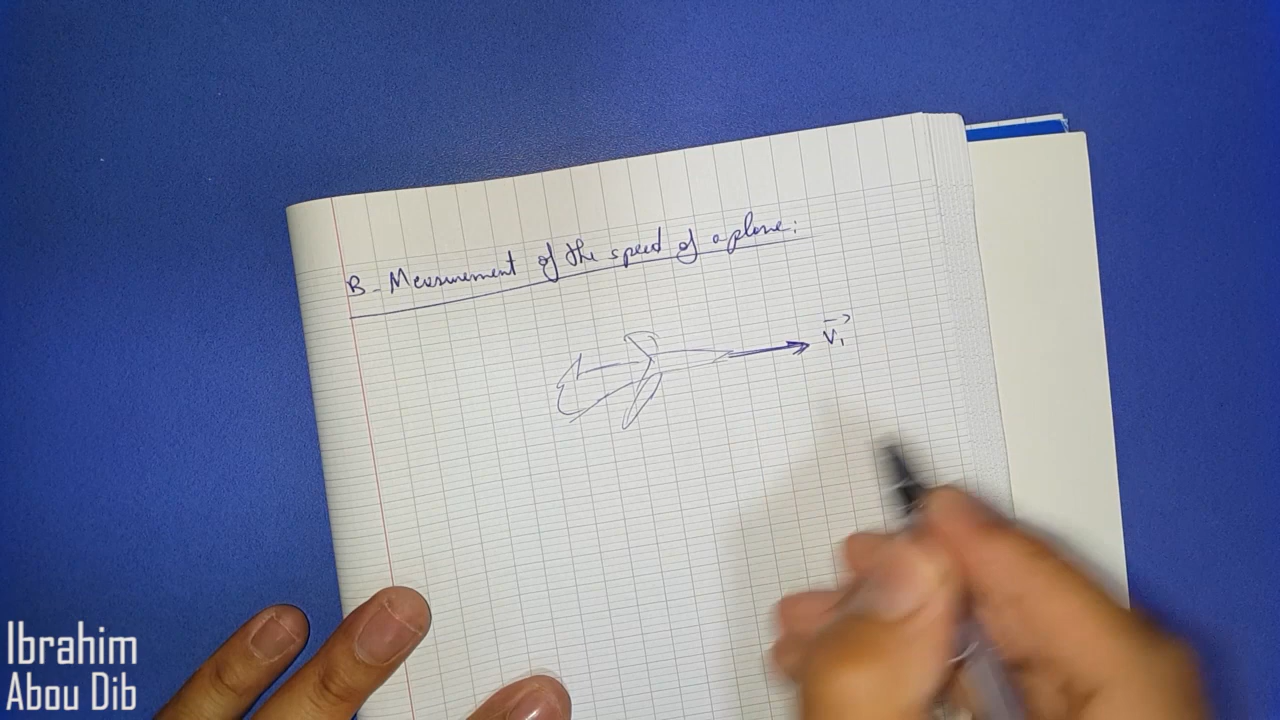 B - Measurement of the speed of a plane:
V₁
Ibrahim
Abou Dib